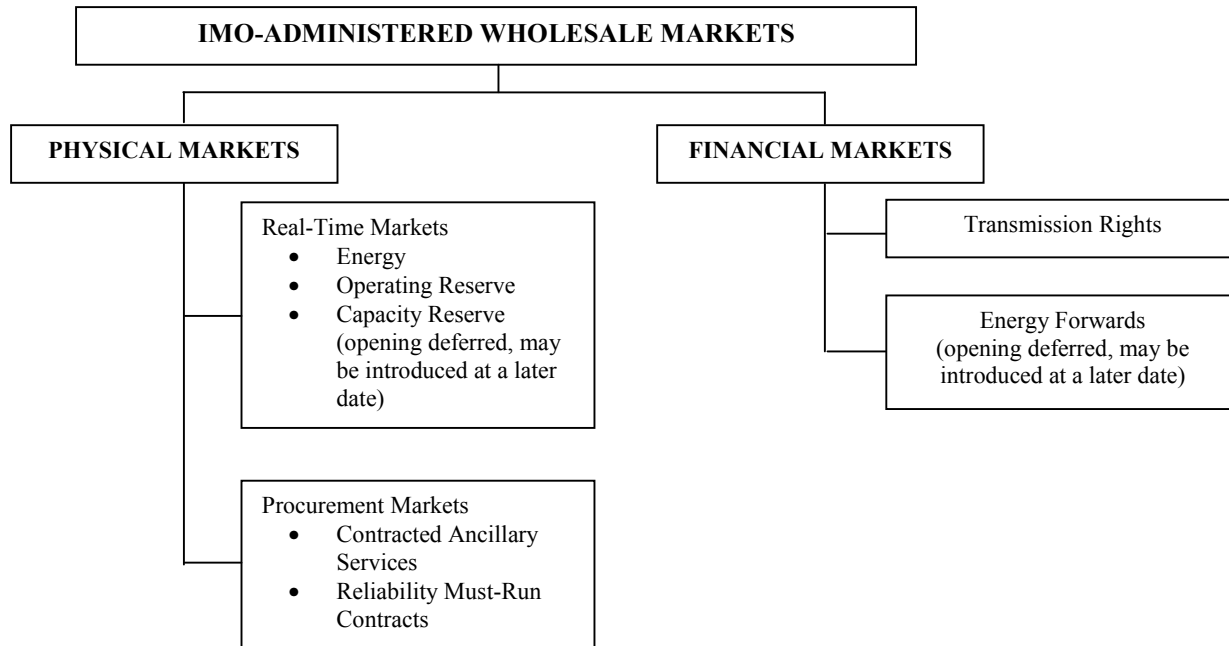 IMO-ADMINISTERED WHOLESALE MARKETS
PHYSICAL MARKETS
FINANCIAL MARKETS
Real-Time Markets
• Energy
• Operating Reserve
• Capacity Reserve
(opening deferred, may
be introduced at a later
date)
Procurement Markets
• Contracted Ancillary
Services
• Reliability Must-Run
Contracts
Transmission Rights
Energy Forwards
(opening deferred, may be
introduced at a later date)